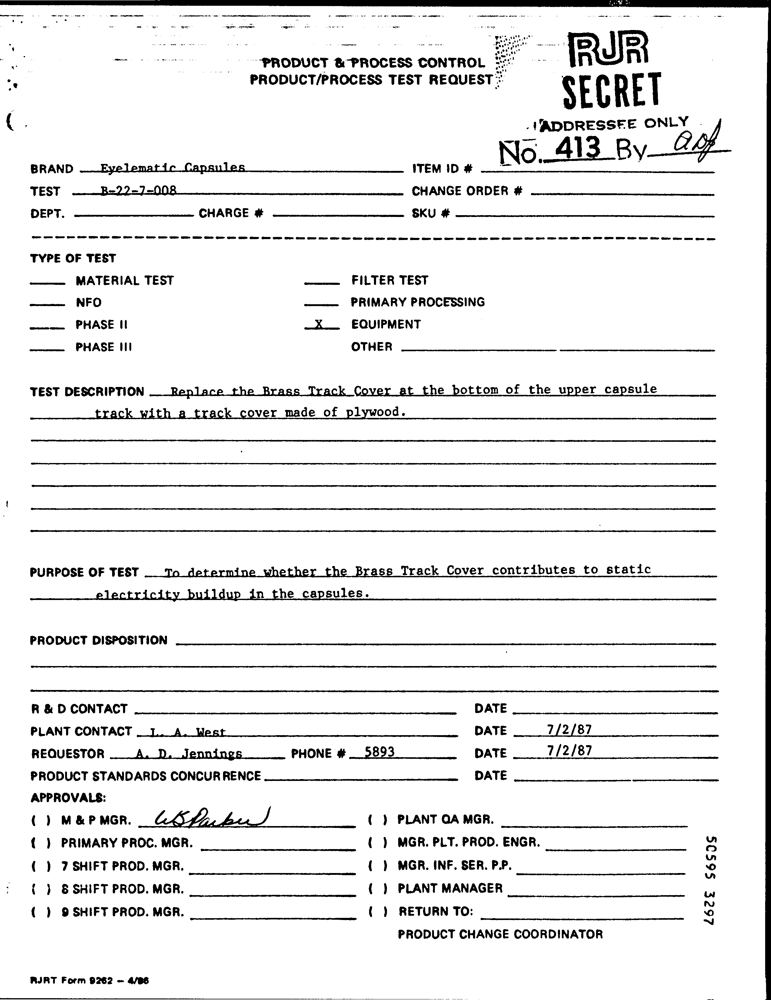 RJR
SECRET
PRODUCT & PROCESS CONTROL
PRODUCT/PROCESS TEST REQUEST
ADDRESSEE ONLY
No. 413 By
BRAND Eyelematic Capsules ITEM ID #
TEST B-22-7-008 CHANGE ORDER #
DEPT. CHARGE # SKU #
TYPE OF TEST
MATERIAL TEST FILTER TEST
NFO PRIMARY PROCESSING
PHASE II X EQUIPMENT
PHASE III OTHER
TEST DESCRIPTION Replace the Brass Track Cover at the bottom of the upper capsule
track with a track cover made of plywood.
PURPOSE OF TEST To determine whether the Brass Track Cover contributes to static
electricity buildup in the capsules.
PRODUCT DISPOSITION
R & D CONTACT DATE
PLANT CONTACT L. A. West DATE 7/2/87
REQUESTOR A. D. Jennings PHONE # 5893 DATE 7/2/87
PRODUCT STANDARDS CONCURRENCE DATE
APPROVALS:
( ) M & P MGR. WB Parker ( ) PLANT QA MGR.
( ) PRIMARY PROC. MGR. ( ) MGR. PLT. PROD. ENGR.
( ) 7 SHIFT PROD. MGR. ( ) MGR. INF. SER. P.P.
( ) 8 SHIFT PROD. MGR. ( ) PLANT MANAGER
( ) 9 SHIFT PROD. MGR. ( ) RETURN TO:
PRODUCT CHANGE COORDINATOR
50595 3297
RJRT Form 9262 – 4/86